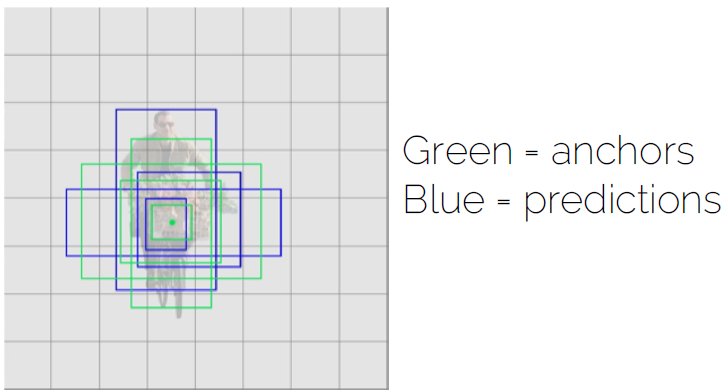 Green = anchors
Blue = predictions